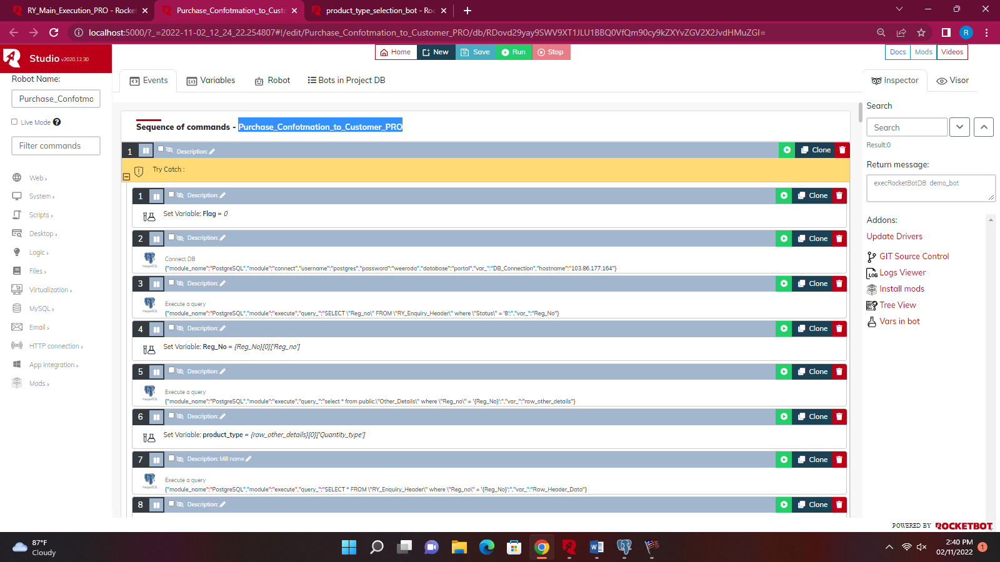 RY_Main_Execution_PRO - Rocket
Purchase_Confotmation_to_Custo
product_type_selection_bot - Roc
localhost:5000/?_=2022-11-02_12_24_22.254807#!/edit/Purchase_Confotmation_to_Customer_PRO/db/RDovd29yay9SWV9XT1JLU1BBQ0VfQm90cy9kZXYvZGV2X2JvdHMuZGI=
R
Studio v2020.12.30
Home
New
Save
Run
Stop
Docs
Mods
Videos
Robot Name:
Purchase_Confotma
Live Mode
Filter commands
Web ›
System ›
Scripts ›
Desktop ›
Logic ›
Files ›
Virtualization ›
MySQL ›
Email ›
HTTP connection ›
App integration ›
Mods ›
Events
Variables
Robot
Bots in Project DB
Sequence of commands - Purchase_Confotmation_to_Customer_PRO
1 Description: Clone
Try Catch :
1 Description: Clone
Set Variable: Flag = 0
2 Description: Clone
Connect DB
{"module_name":"PostgreSQL","module":"connect","username":"postgres","password":"weeroda","database":"portal","var_":"DB_Connection","hostname":"103.86.177.164"}
3 Description: Clone
Execute a query
{"module_name":"PostgreSQL","module":"execute","query_":"SELECT \"Reg_no\" FROM \"RY_Enquiry_Header\" where \"Status\" = '8';","var_":"Reg_No"}
4 Description: Clone
Set Variable: Reg_No = {Reg_No}[0]['Reg_no']
5 Description: Clone
Execute a query
{"module_name":"PostgreSQL","module":"execute","query_":"select * from public.\"Other_Details\" where \"Reg_no\" = '{Reg_No}';","var_":"raw_other_details"}
6 Description: Clone
Set Variable: product_type = {raw_other_details}[0]['Quantity_type']
7 Description: Mill name Clone
Execute a query
{"module_name":"PostgreSQL","module":"execute","query_":"SELECT * FROM \"RY_Enquiry_Header\" where \"Reg_no\" = '{Reg_No}';","var_":"Raw_Header_Data"}
8 Description: Clone
Inspector
Visor
Search
Search
Result:0
Return message:
execRocketBotDB demo_bot
Addons:
Update Drivers
GIT Source Control
Logs Viewer
Install mods
Tree View
Vars in bot
POWERED BY ROCKETBOT
87°F
Cloudy
2:40 PM
02/11/2022
1